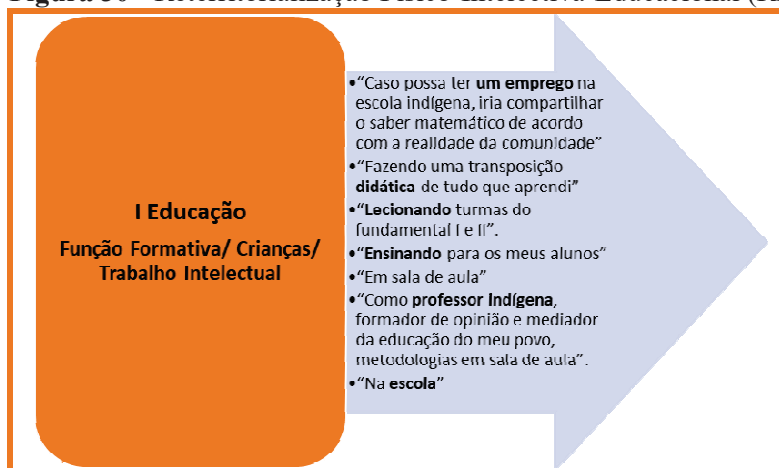 I Educação
Função Formativa/ Crianças/
Trabalho Intelectual
•“Caso possa ter um emprego na
escola indígena, iria compartilhar
o saber matemático de acordo
com a realidade da comunidade”
•“Fazendo uma transposição
didática de tudo que aprendi”
•“Lecionando turmas do
fundamental I e II”.
•“Ensinando para os meus alunos”
•“Em sala de aula”
•“Como professor indígena,
formador de opinião e mediador
da educação do meu povo,
metodologias em sala de aula”.
•“Na escola”